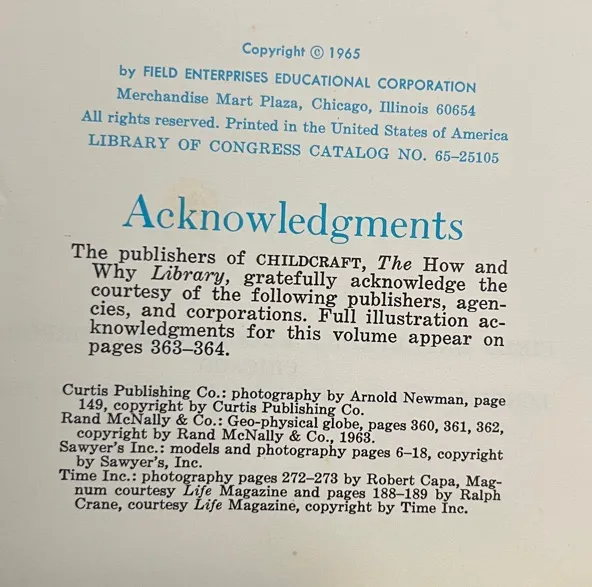 Copyright © 1965
by FIELD ENTERPRISES EDUCATIONAL CORPORATION
Merchandise Mart Plaza, Chicago, Illinois 60654
All rights reserved. Printed in the United States of America
LIBRARY OF CONGRESS CATALOG NO. 65–25105
Acknowledgments
The publishers of CHILDCRAFT, The How and
Why Library, gratefully acknowledge the
courtesy of the following publishers, agen-
cies, and corporations. Full illustration ac-
knowledgments for this volume appear on
pages 363–364.
Curtis Publishing Co.: photography by Arnold Newman, page
149, copyright by Curtis Publishing Co.
Rand McNally & Co.: Geo-physical globe, pages 360, 361, 362,
copyright by Rand McNally & Co., 1963.
Sawyer's Inc.: models and photography pages 6–18, copyright
by Sawyer's, Inc.
Time Inc.: photography pages 272–273 by Robert Capa, Mag-
num courtesy Life Magazine and pages 188–189 by Ralph
Crane, courtesy Life Magazine, copyright by Time Inc.